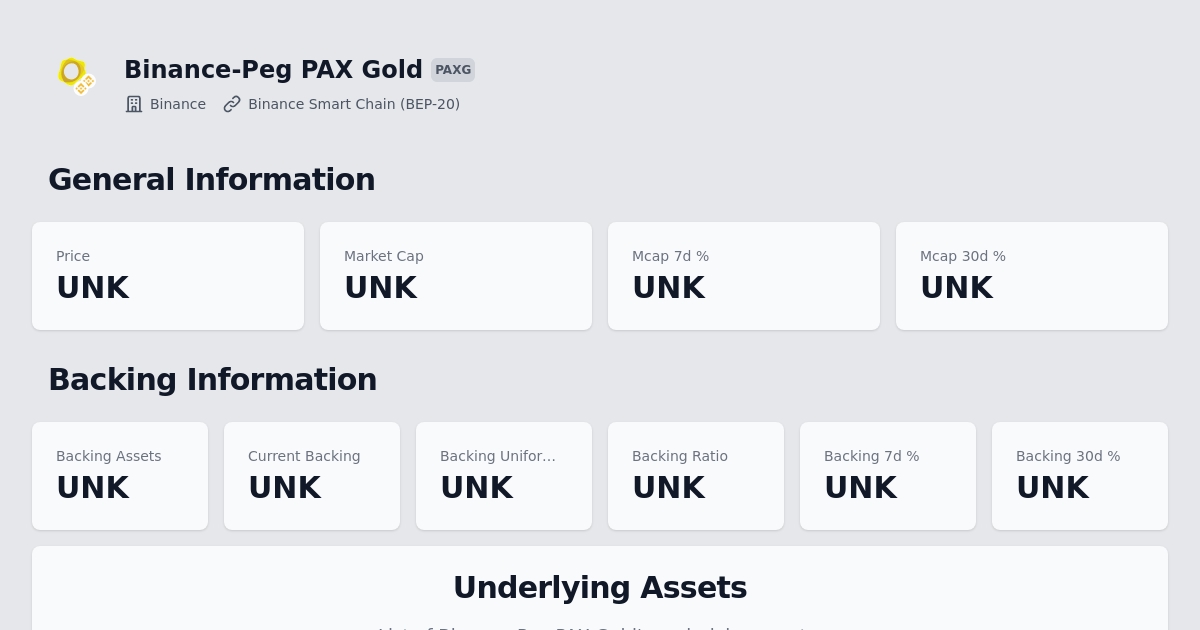 Binance-Peg PAX Gold PAXG
Binance Binance Smart Chain (BEP-20)
General Information
Price Market Cap Mcap 7d % Mcap 30d %
UNK UNK UNK UNK
Backing Information
Backing Assets Current Backing Backing Unifor... Backing Ratio Backing 7d % Backing 30d %
UNK UNK UNK UNK UNK UNK
Underlying Assets